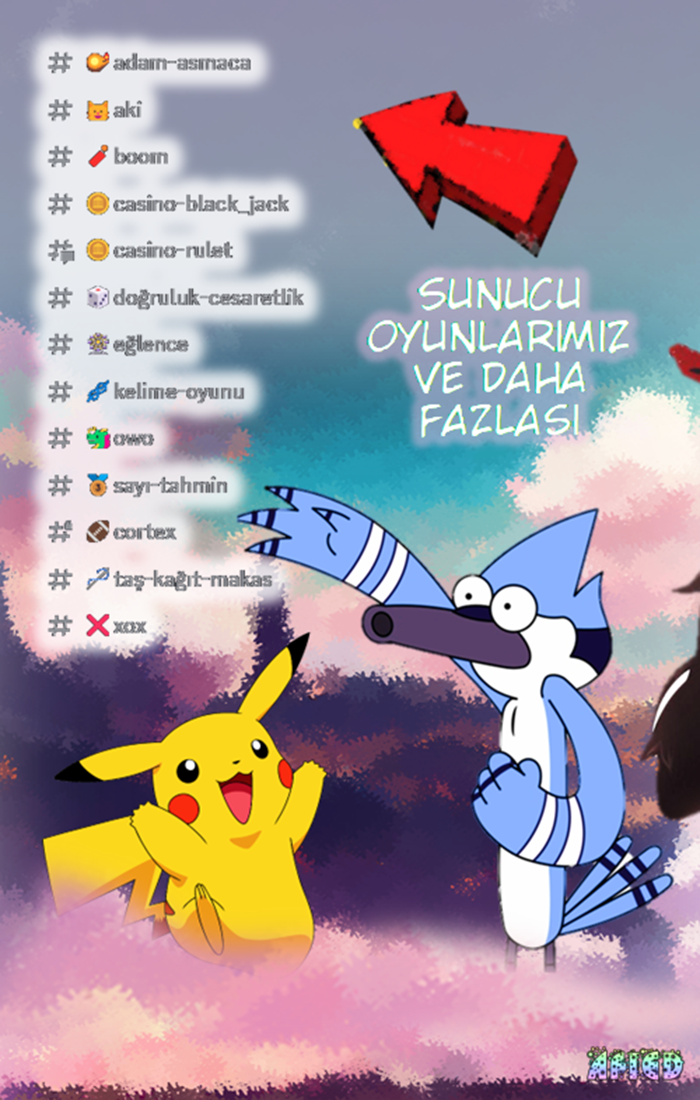 # adam-asmaca
# aki
# boom
# casino-black_jack
# casino-rulet
# doğruluk-cesaretlik
# eğlence
# kelime-oyunu
# owo
# sayı-tahmin
# cortex
# taş-kağıt-makas
# xox
SUNUCU
OYUNLARIMIZ
VE DAHA
FAZLASI